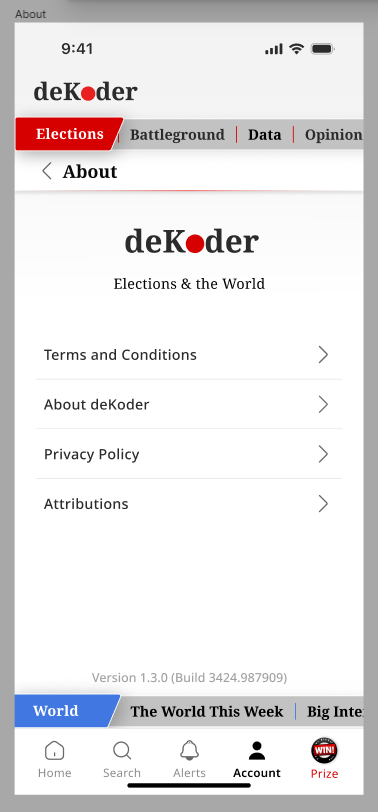 About
9:41
deKoder
Elections Battleground Data Opinion
About
deKoder
Elections & the World
Terms and Conditions
About deKoder
Privacy Policy
Attributions
Version 1.3.0 (Build 3424.987909)
World The World This Week Big Inte
WIN!
Home Search Alerts Account Prize